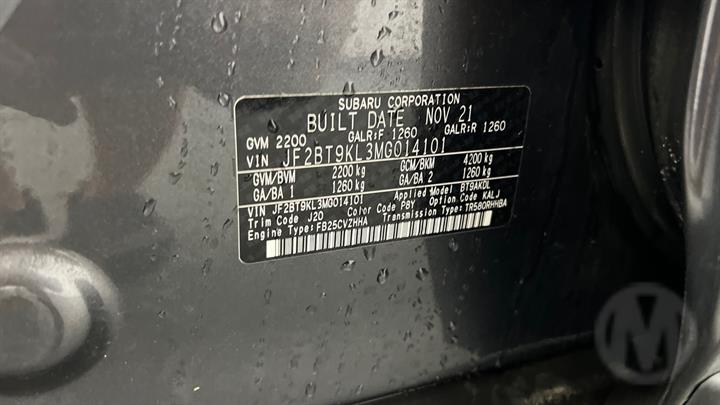 SUBARU CORPORATION
BUILT DATE NOV 21
GVM 2200 GALR:F 1260 GALR:R 1260
VIN JF2BT9KL3MG014101
GVM/BVM 2200 kg GCM/BKM 4200 kg
GA/BA 1 1260 kg GA/BA 2 1260 kg
VIN JF2BT9KL3MG014101 Applied Model BT9AKDL
Trim Code J20 Color Code P8Y Option Code KALJ
Engine Type: FB25CVZHHA Transmission Type: TR580RHHBA
M